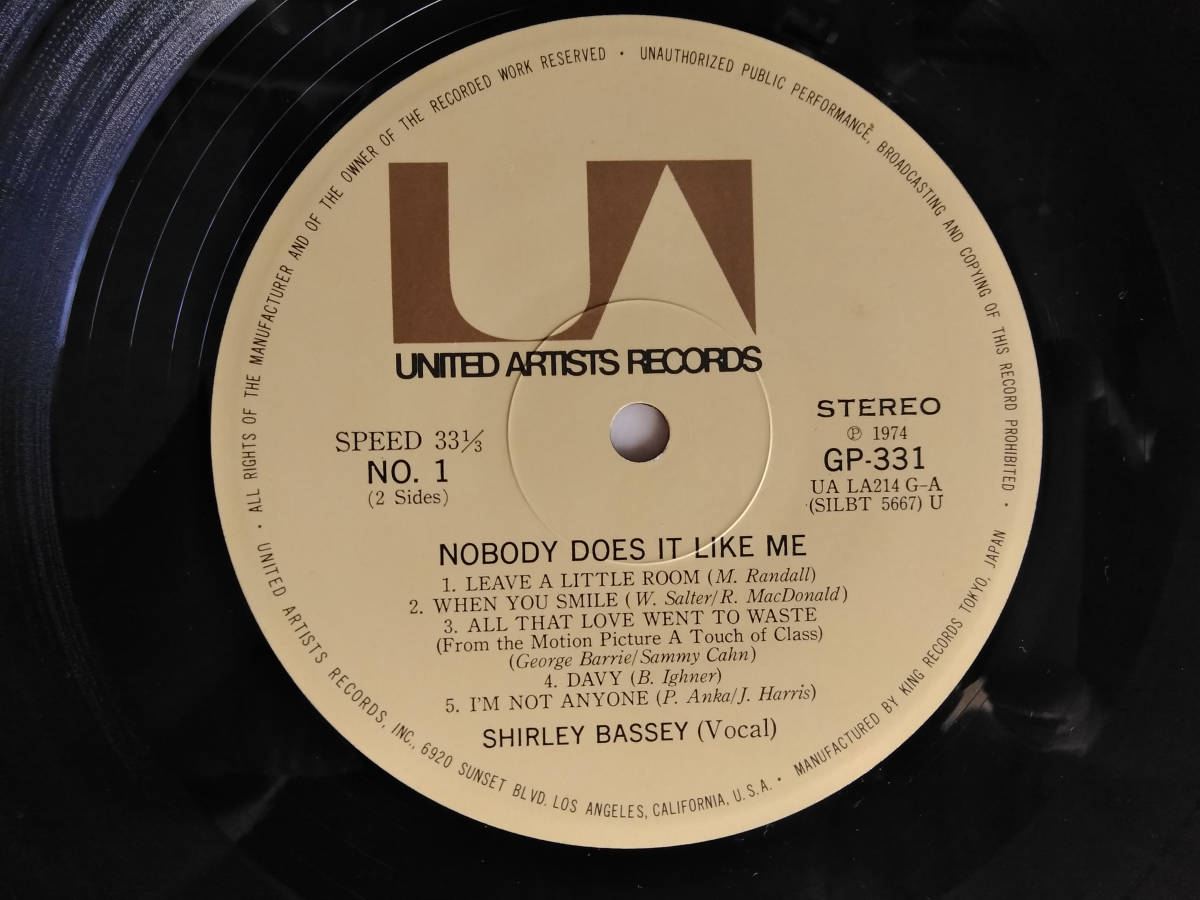 · ALL RIGHTS OF THE MANUFACTURER AND OF THE OWNER OF THE RECORDED WORK RESERVED · UNAUTHORIZED PUBLIC PERFORMANCE, BROADCASTING AND COPYING OF THIS RECORD PROHIBITED ·
UA
UNITED ARTISTS RECORDS
SPEED 33⅓
NO. 1
(2 Sides)
STEREO
Ⓟ 1974
GP-331
UA LA214 G-A
(SILBT 5667) U
NOBODY DOES IT LIKE ME
1. LEAVE A LITTLE ROOM (M. Randall)
2. WHEN YOU SMILE (W. Salter/R. MacDonald)
3. ALL THAT LOVE WENT TO WASTE
(From the Motion Picture A Touch of Class)
(George Barrie/Sammy Cahn)
4. DAVY (B. Ighner)
5. I'M NOT ANYONE (P. Anka/J. Harris)
SHIRLEY BASSEY (Vocal)
UNITED ARTISTS RECORDS, INC., 6920 SUNSET BLVD. LOS ANGELES, CALIFORNIA, U.S.A. · MANUFACTURED BY KING RECORDS TOKYO, JAPAN ·